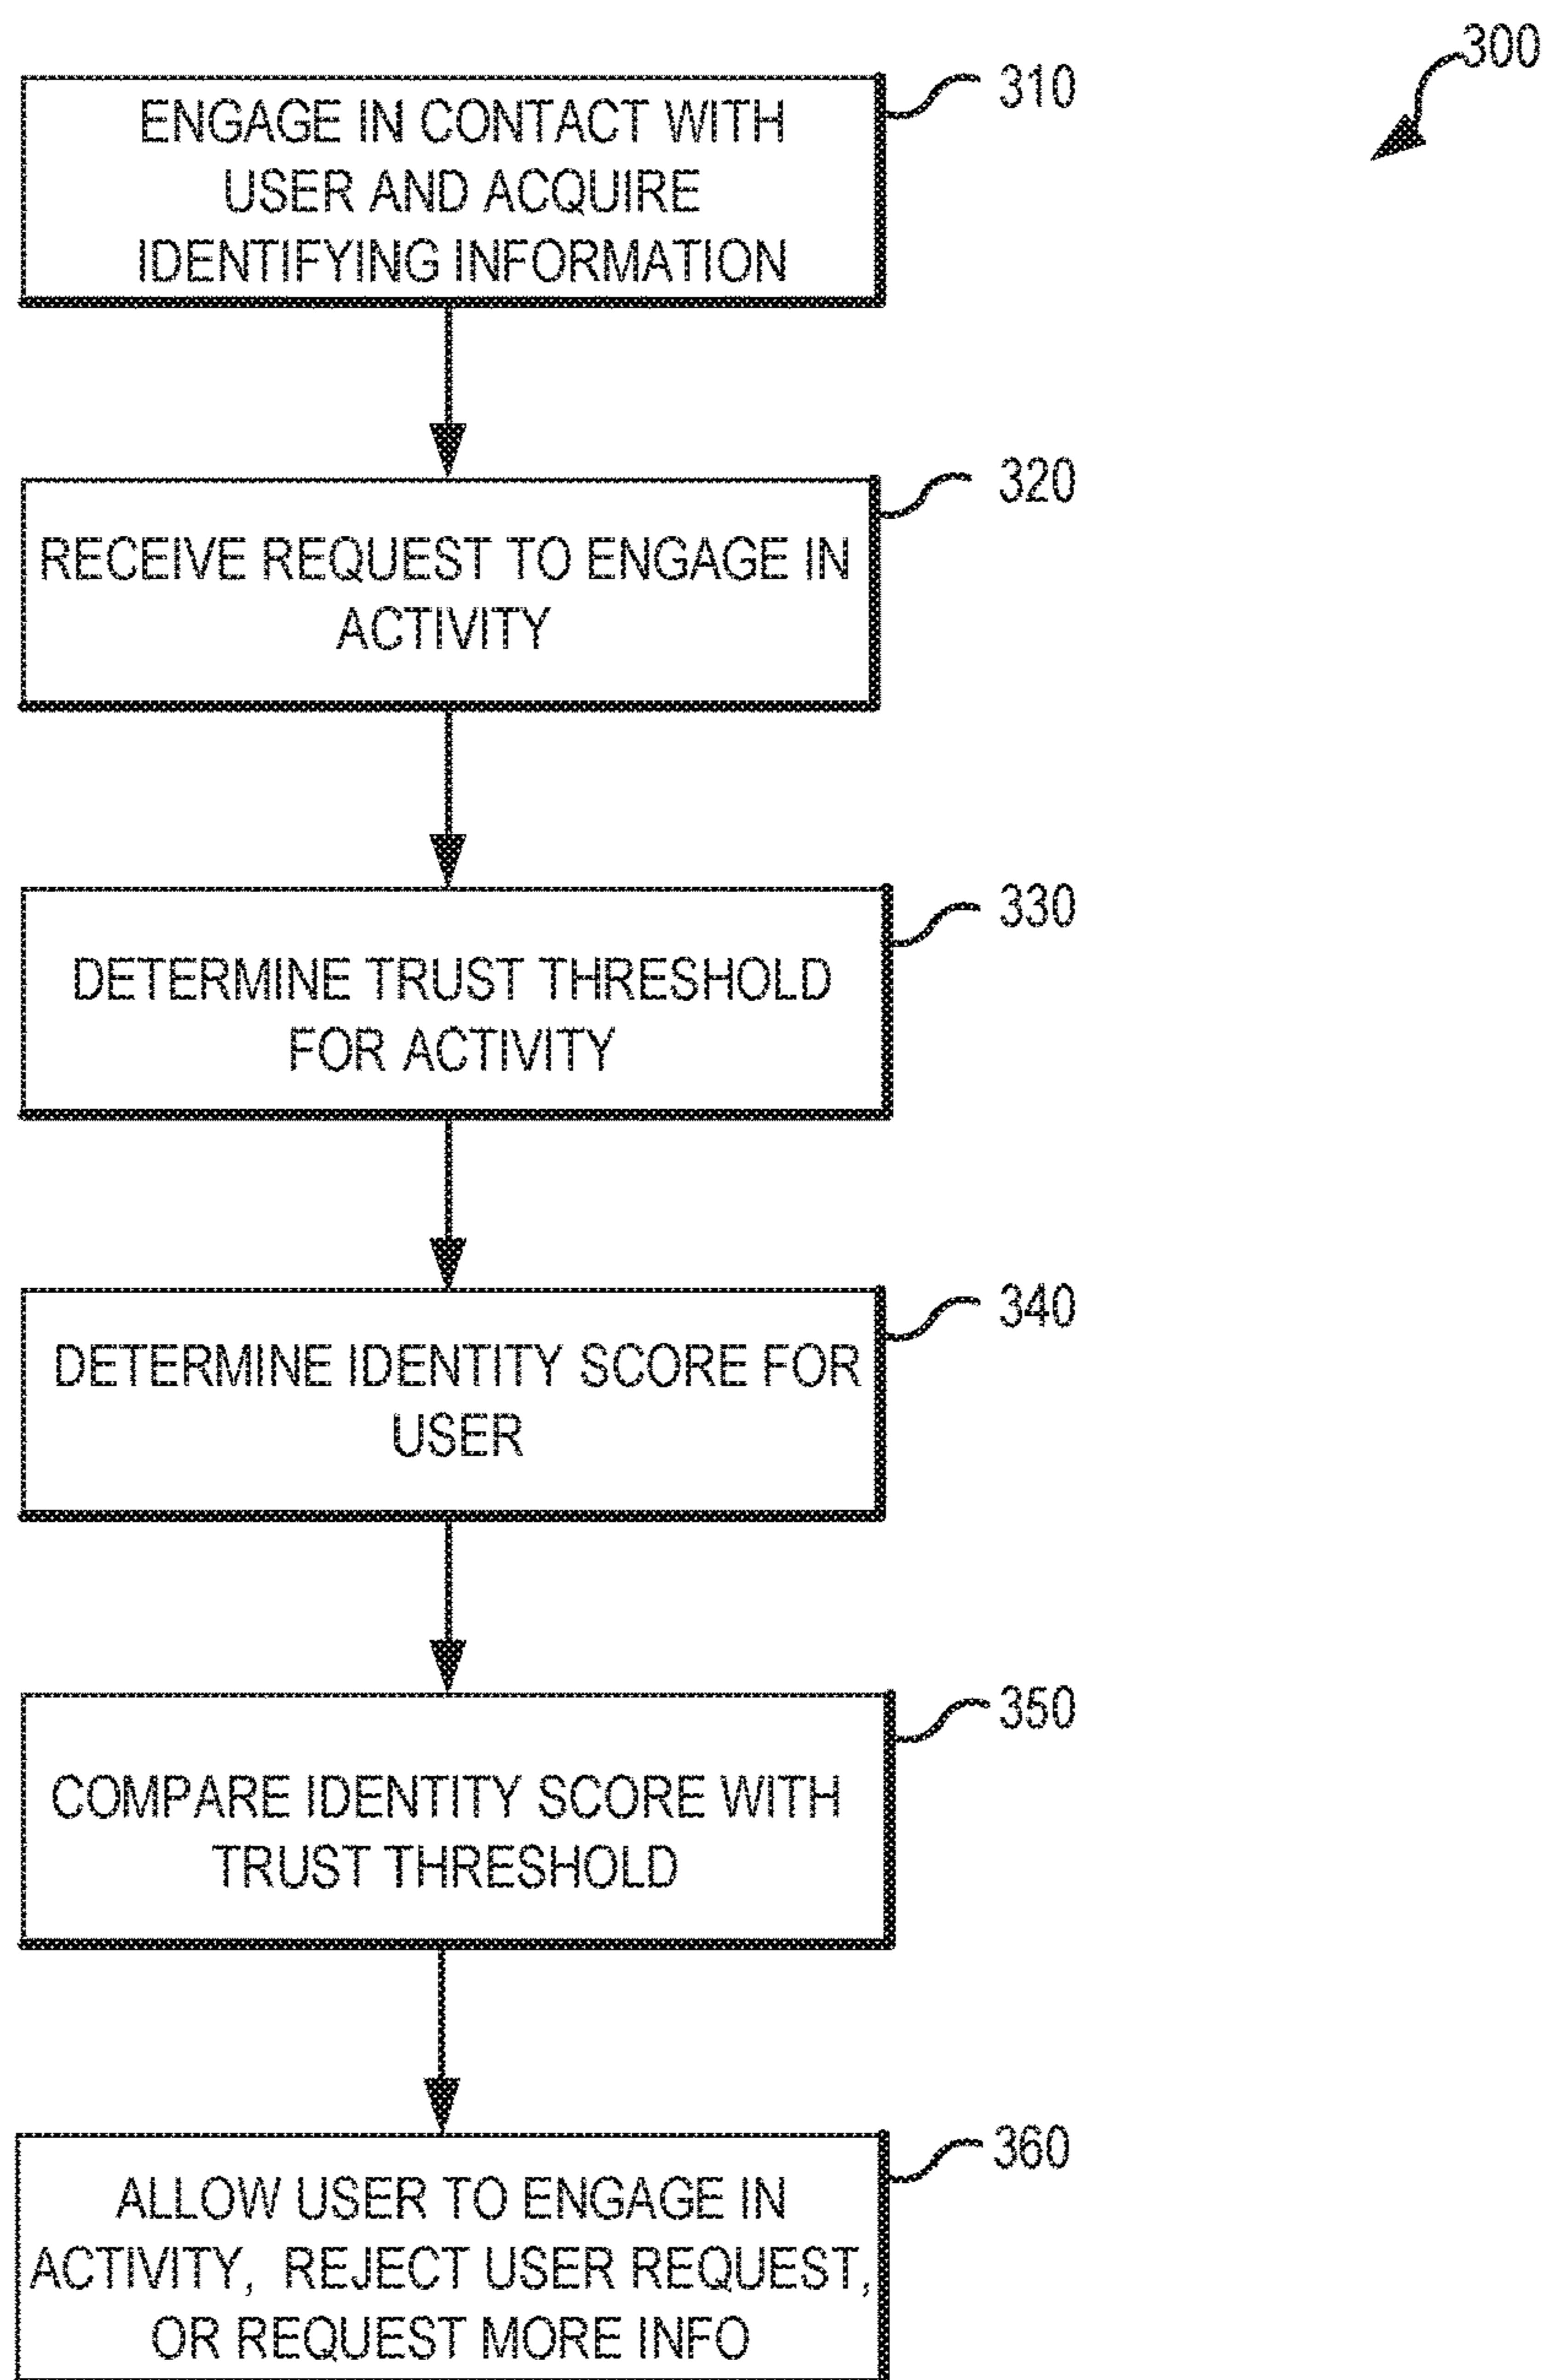 300
310
ENGAGE IN CONTACT WITH
USER AND ACQUIRE
IDENTIFYING INFORMATION
320
RECEIVE REQUEST TO ENGAGE IN
ACTIVITY
330
DETERMINE TRUST THRESHOLD
FOR ACTIVITY
340
DETERMINE IDENTITY SCORE FOR
USER
350
COMPARE IDENTITY SCORE WITH
TRUST THRESHOLD
360
ALLOW USER TO ENGAGE IN
ACTIVITY, REJECT USER REQUEST,
OR REQUEST MORE INFO